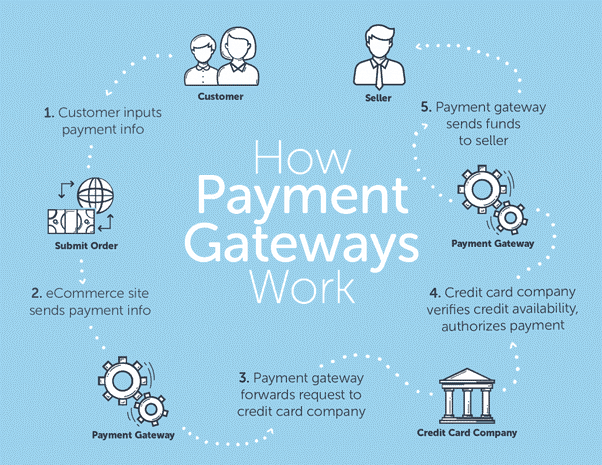 Customer
Seller
1. Customer inputs
payment info
5. Payment gateway
sends funds
to seller
How
Payment
Gateways
Work
Submit Order
Payment Gateway
2. eCommerce site
sends payment info
4. Credit card company
verifies credit availability,
authorizes payment
3. Payment gateway
forwards request to
credit card company
Payment Gateway
Credit Card Company